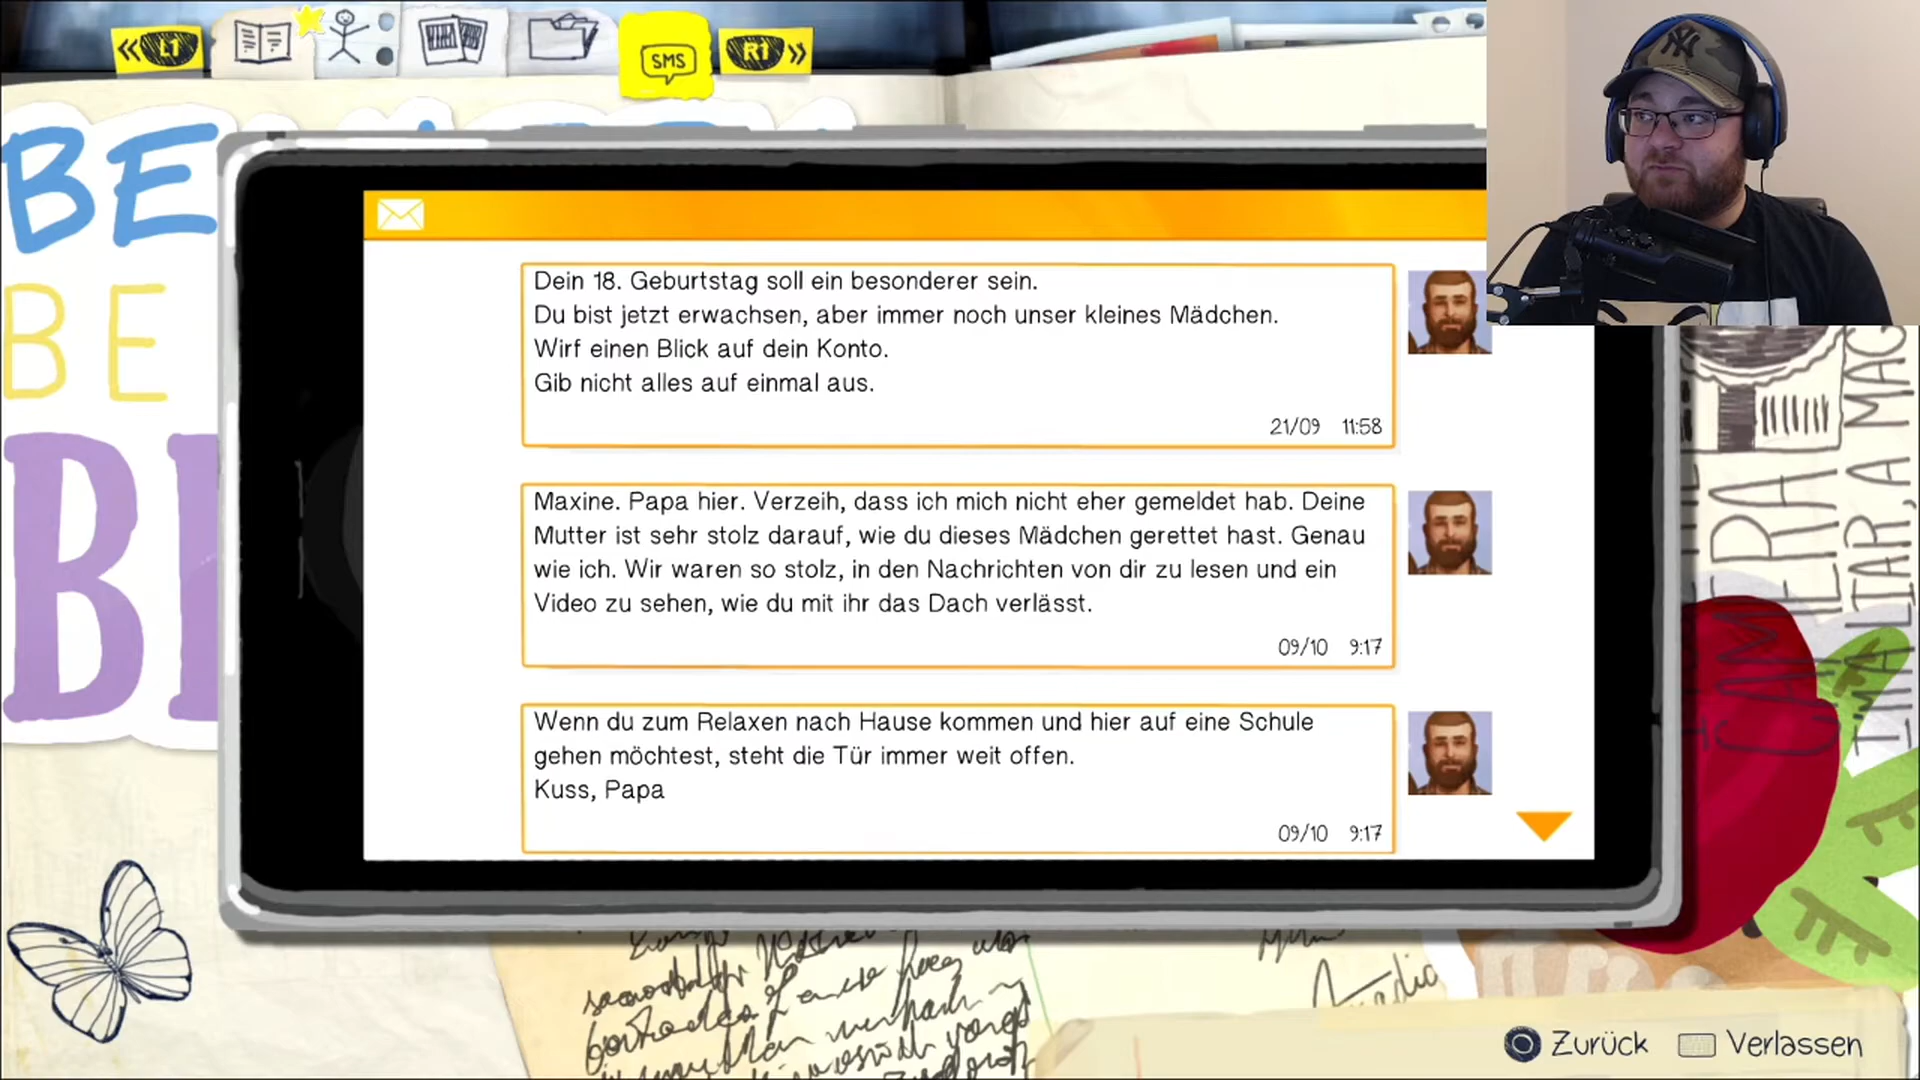 L1
SMS
R1
BE
BE
Dein 18. Geburtstag soll ein besonderer sein.
Du bist jetzt erwachsen, aber immer noch unser kleines Mädchen.
Wirf einen Blick auf dein Konto.
Gib nicht alles auf einmal aus.
21/09 11:58
Maxine. Papa hier. Verzeih, dass ich mich nicht eher gemeldet hab. Deine
Mutter ist sehr stolz darauf, wie du dieses Mädchen gerettet hast. Genau
wie ich. Wir waren so stolz, in den Nachrichten von dir zu lesen und ein
Video zu sehen, wie du mit ihr das Dach verlässt.
09/10 9:17
Wenn du zum Relaxen nach Hause kommen und hier auf eine Schule
gehen möchtest, steht die Tür immer weit offen.
Kuss, Papa
09/10 9:17
CAMERA
Zurück
Verlassen